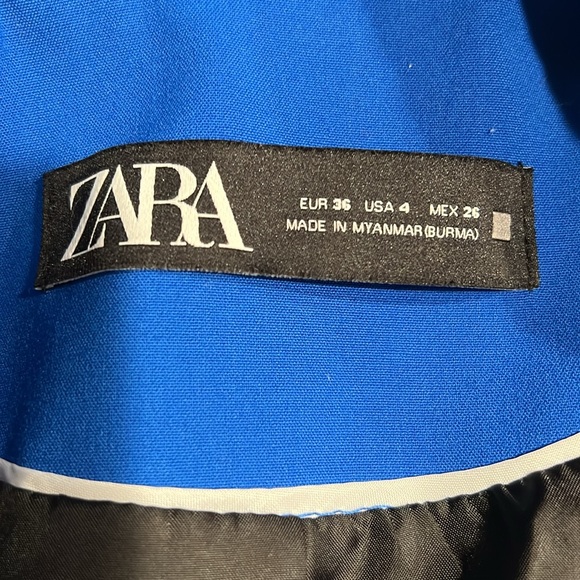 ZARA
EUR 36 USA 4 MEX 26
MADE IN MYANMAR (BURMA)